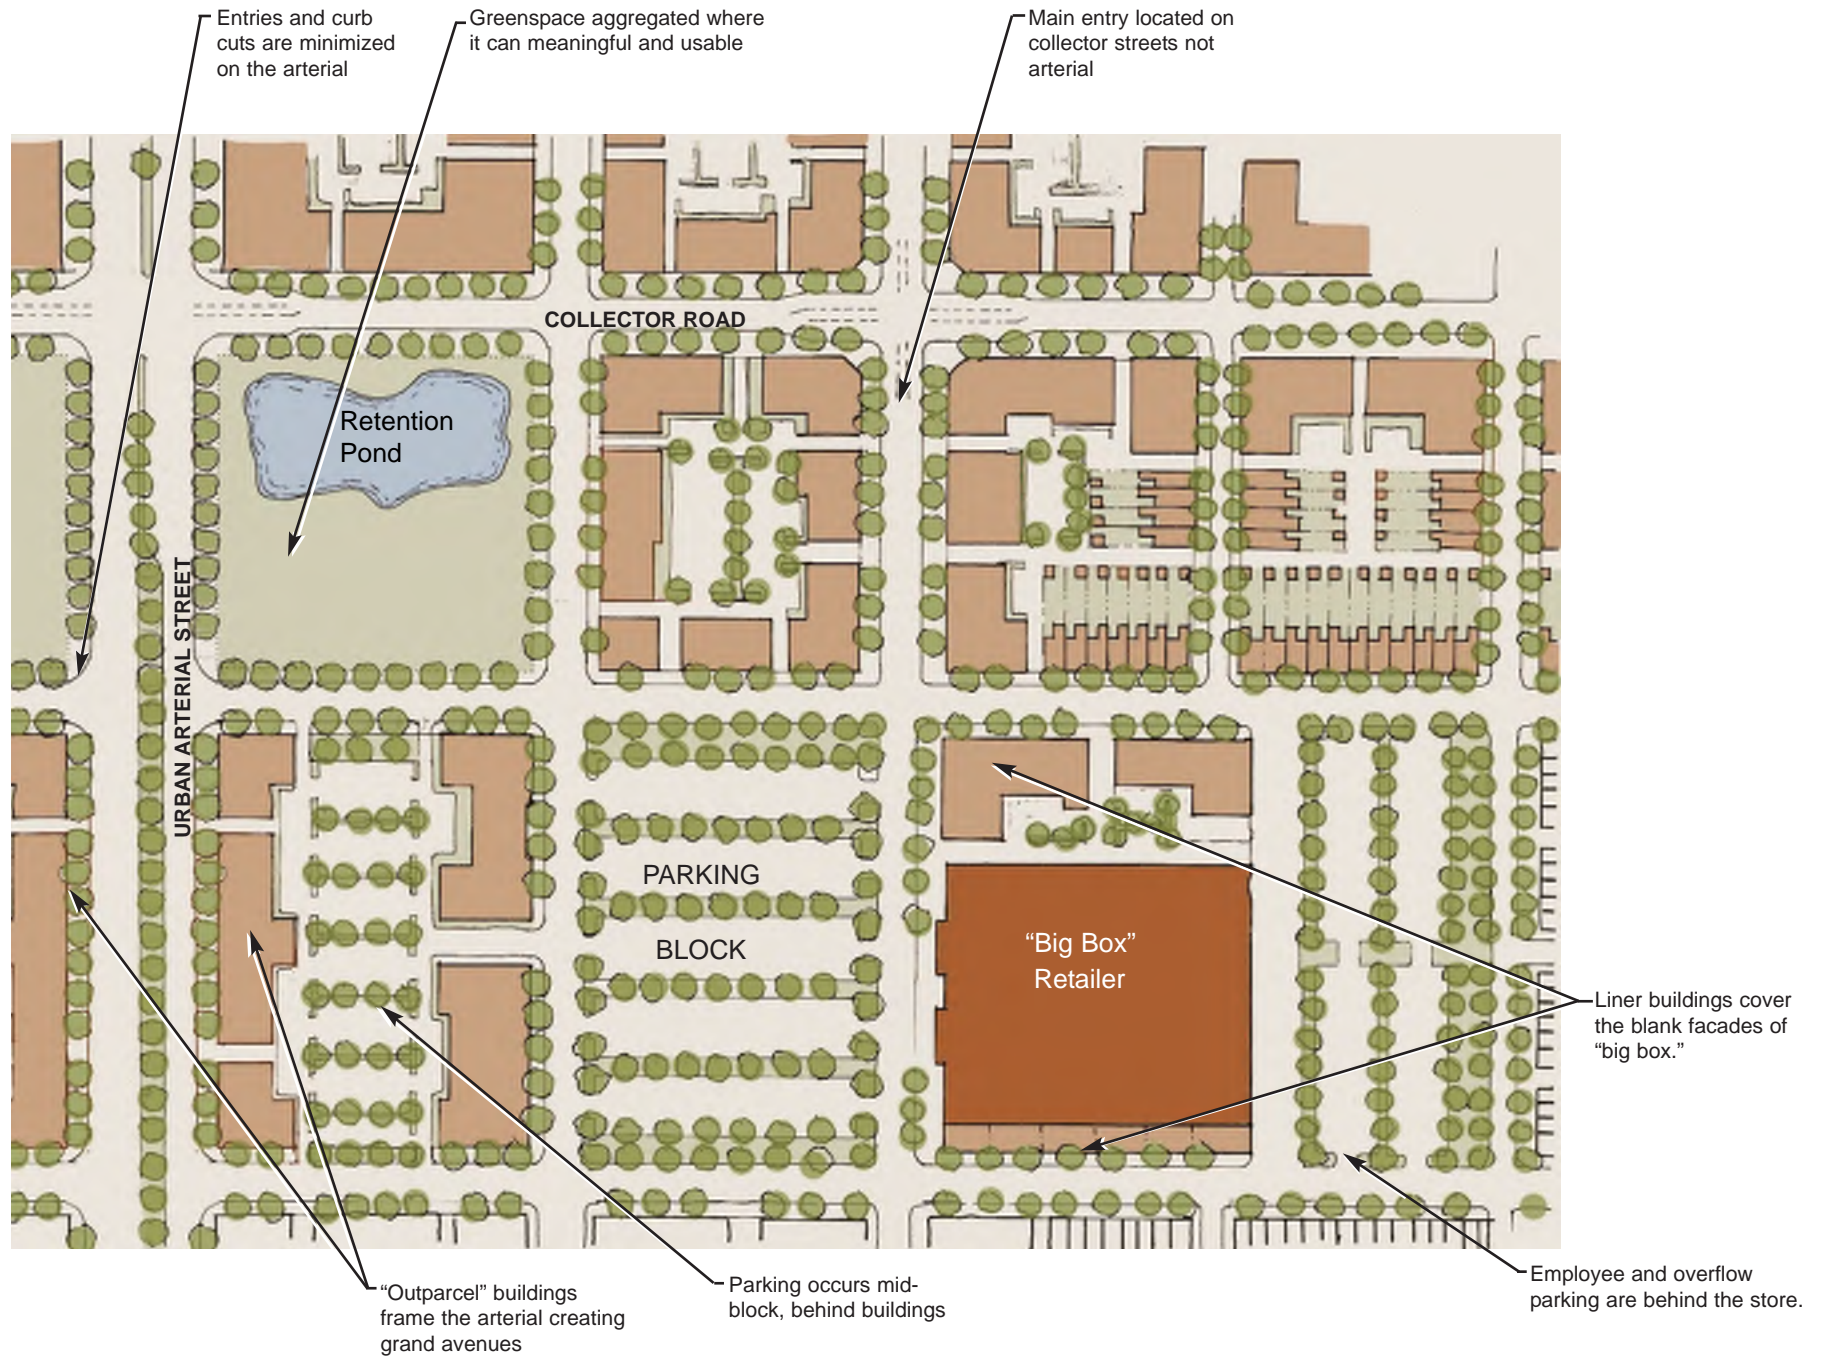 Entries and curb
cuts are minimized
on the arterial
Greenspace aggregated where
it can meaningful and usable
Main entry located on
collector streets not
arterial
COLLECTOR ROAD
Retention
Pond
URBAN ARTERIAL STREET
PARKING
BLOCK
“Big Box”
Retailer
Liner buildings cover
the blank facades of
“big box.”
“Outparcel” buildings
frame the arterial creating
grand avenues
Parking occurs mid-
block, behind buildings
Employee and overflow
parking are behind the store.